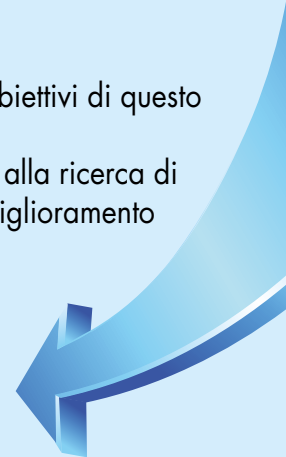 biettivi di questo
alla ricerca di
iglioramento